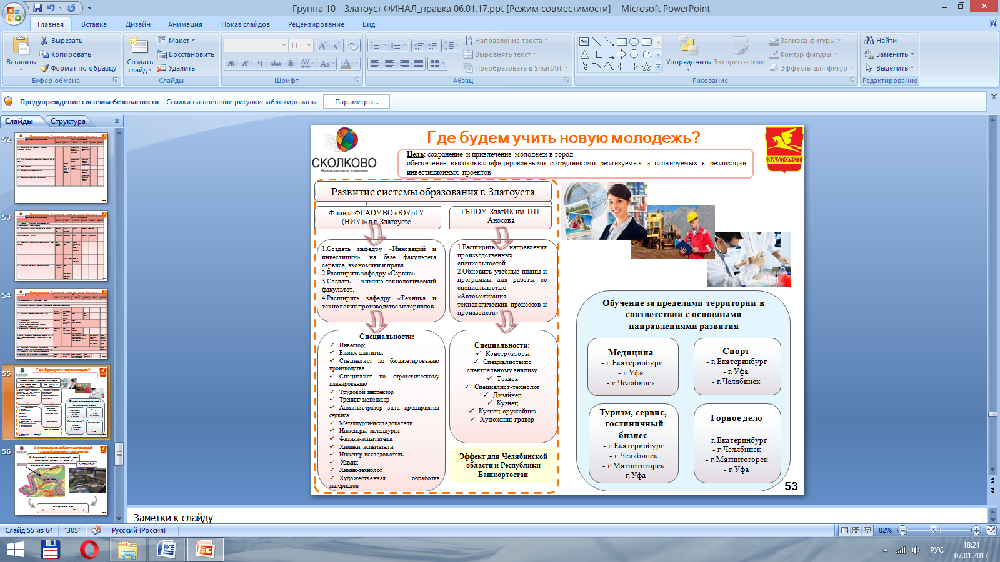 Группа 10 - Златоуст ФИНАЛ_правка 06.01.17.ppt [Режим совместимости] - Microsoft PowerPoint
Главная Вставка Дизайн Анимация Показ слайдов Рецензирование Вид
Вставить
Вырезать
Копировать
Формат по образцу
Буфер обмена
Создать слайд
Макет
Восстановить
Удалить
Слайды
11+
Ж К Ч abc S AV Aa А
Шрифт
Направление текста
Выровнять текст
Преобразовать в SmartArt
Абзац
Упорядочить
Экспресс-стили
Заливка фигуры
Контур фигуры
Эффекты для фигур
Рисование
Найти
Заменить
Выделить
Редактирование
Предупреждение системы безопасности Ссылки на внешние рисунки заблокированы Параметры...
Слайды Структура
52
53
54
55
56
СКОЛКОВО
Московская школа управления
Где будем учить новую молодежь?
ЗЛАТОУСТ
Цель: сохранение и привлечение молодежи в город
обеспечение высококвалифицированными сотрудниками реализуемых и планируемых к реализации
инвестиционных проектов
Развитие системы образования г. Златоуста
Филиал ФГАОУ ВО «ЮУрГУ
(НИУ)» в г. Златоусте
ГБПОУ ЗлатИК им. П.П.
Аносова
1.Создать кафедру «Инноваций и
инвестиций», на базе факультета
сервиса, экономики и права
2.Расширить кафедру «Сервис».
3.Создать химико-технологический
факультет.
4.Расширить кафедру «Техника и
технология производства материалов
1.Расширить направления
производственных
специальностей
2.Обновить учебные планы и
программы для работы со
специальностью
«Автоматизация
технологических процессов и
производств»
Специальности:
✓ Инвестор;
✓ Бизнес-аналитик
✓ Специалист по бюджетированию
производства
✓ Специалист по стратегическому
планированию
✓ Трудовой инспектор
✓ Тренинг-менеджер
✓ Администратор зала предприятия
сервиса
✓ Металлурги-исследователи
✓ Инженеры металлурги
✓ Физики-испытатели
✓ Химики испытатели
✓ Инженер-исследователь
✓ Химик
✓ Химик-технолог
✓ Художественная обработка
материалов
Специальности:
✓ Конструкторы
✓ Специалисты по
спектральному анализу
✓ Токарь
✓ Специалист-технолог
✓ Дизайнер
✓ Кузнец
✓ Кузнец-оружейник
✓ Художник-гравер
Эффект для Челябинской
области и Республики
Башкортостан
Обучение за пределами территории в
соответствии с основными
направлениями развития
Медицина
- г. Екатеринбург
- г. Уфа
- г. Челябинск
Спорт
- г. Екатеринбург
- г. Уфа
- г. Челябинск
Туризм, сервис,
гостиничный
бизнес
- г. Екатеринбург
- г. Челябинск
- г. Магнитогорск
- г. Уфа
Горное дело
- г. Екатеринбург
- г. Челябинск
- г. Магнитогорск
- г. Уфа
53
Заметки к слайду
Слайд 55 из 64 "305" Русский (Россия) 82%
РУС
18:21
07.01.2017